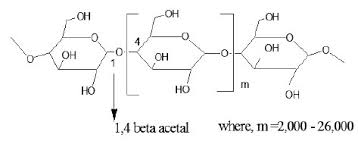 OH OH OH
O 4 O OH O
O OH 1 O OH O O
HO HO m OH
1,4 beta acetal where, m =2,000 - 26,000